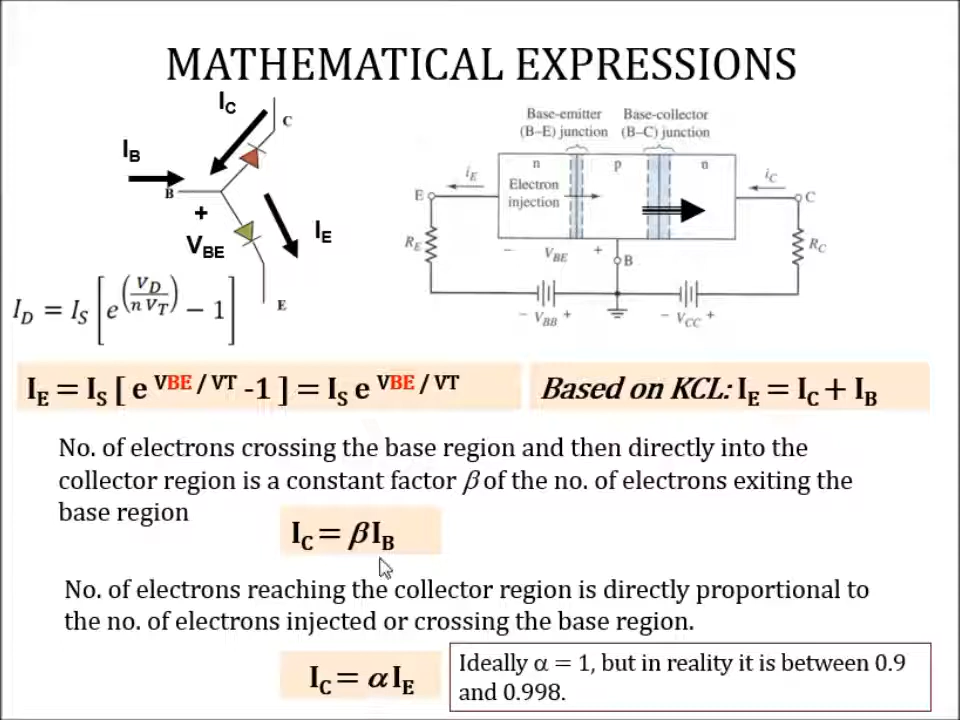 MATHEMATICAL EXPRESSIONS
I_C
C
I_B
B
+
V_BE
I_E
E
Base-emitter Base-collector
(B–E) junction (B–C) junction
n p n
i_E Electron injection i_C
E C
R_E – V_BE + B R_C
– V_BB + – V_CC +
I_D = I_S [ e^(V_D / n V_T) − 1 ]
I_E = I_S [ e^VBE / VT -1 ] = I_S e^VBE / VT
Based on KCL: I_E = I_C + I_B
No. of electrons crossing the base region and then directly into the
collector region is a constant factor β of the no. of electrons exiting the
base region
I_C = βI_B
No. of electrons reaching the collector region is directly proportional to
the no. of electrons injected or crossing the base region.
I_C = αI_E
Ideally α = 1, but in reality it is between 0.9
and 0.998.